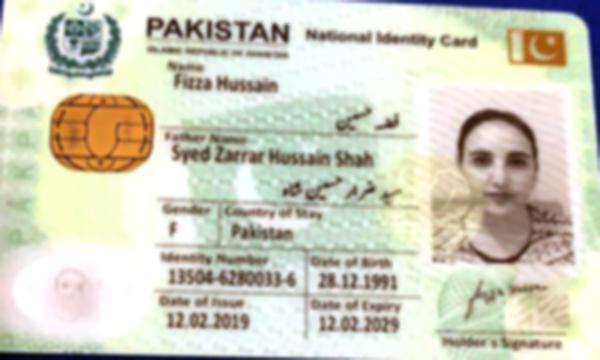 PAKISTAN National Identity Card
ISLAMIC REPUBLIC OF PAKISTAN
Name
Fizza Hussain
فضہ حسین
Father Name
Syed Zarrar Hussain Shah
سید ضرار حسین شاہ
Gender Country of Stay
F Pakistan
Identity Number Date of Birth
13504-6280033-6 28.12.1991
Date of Issue Date of Expiry
12.02.2019 12.02.2029
Holder's Signature